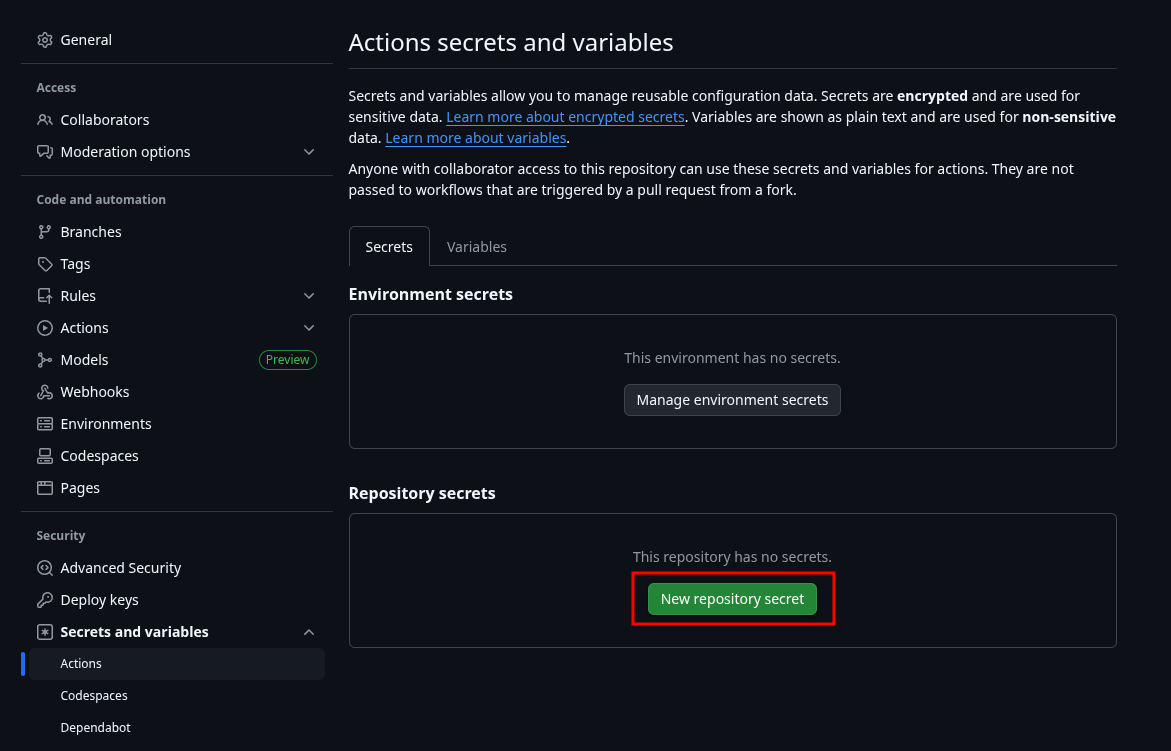 General
Access
Collaborators
Moderation options
Code and automation
Branches
Tags
Rules
Actions
Models
Preview
Webhooks
Environments
Codespaces
Pages
Security
Advanced Security
Deploy keys
Secrets and variables
Actions
Codespaces
Dependabot
Actions secrets and variables
Secrets and variables allow you to manage reusable configuration data. Secrets are encrypted and are used for
sensitive data. Learn more about encrypted secrets. Variables are shown as plain text and are used for non-sensitive
data. Learn more about variables.
Anyone with collaborator access to this repository can use these secrets and variables for actions. They are not
passed to workflows that are triggered by a pull request from a fork.
Secrets
Variables
Environment secrets
This environment has no secrets.
Manage environment secrets
Repository secrets
This repository has no secrets.
New repository secret